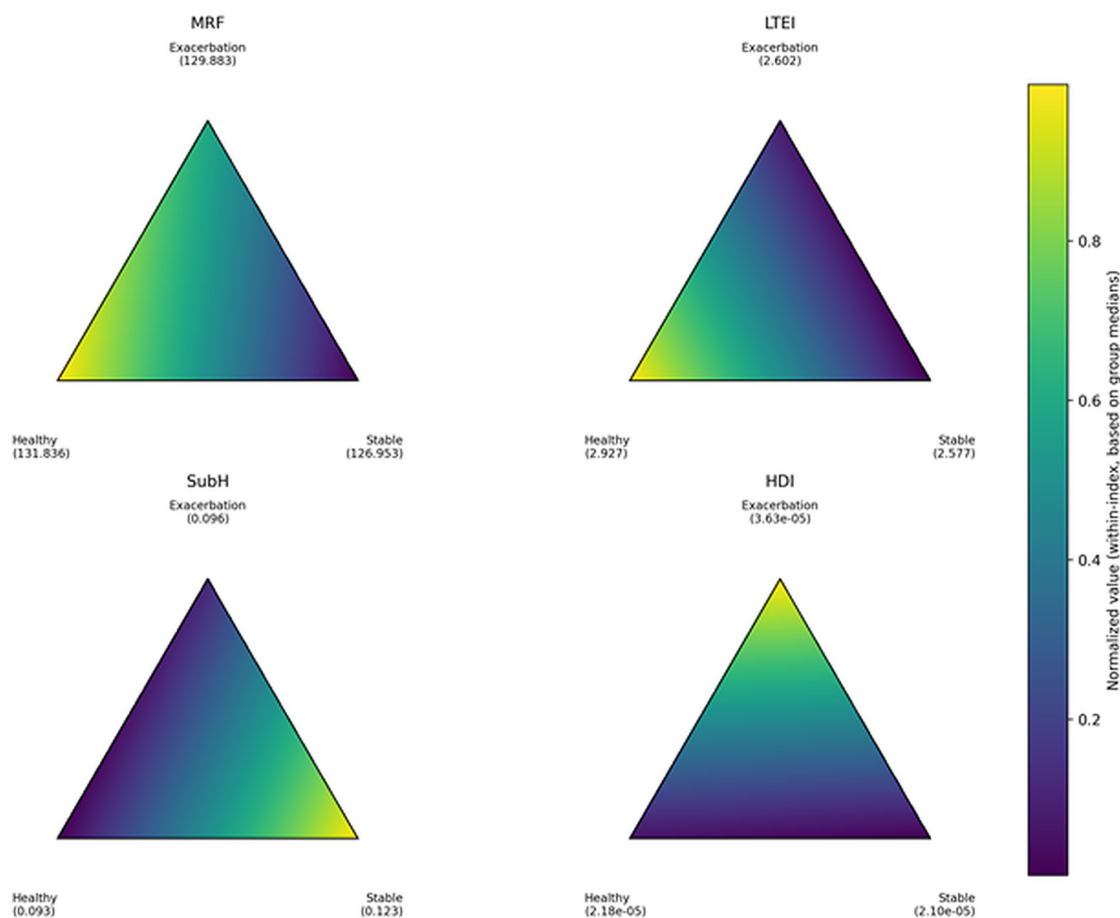 MRF
Exacerbation
(129.883)
Healthy
(131.836)
Stable
(126.953)
LTEI
Exacerbation
(2.602)
Healthy
(2.927)
Stable
(2.577)
SubH
Exacerbation
(0.096)
Healthy
(0.093)
Stable
(0.123)
HDI
Exacerbation
(3.63e-05)
Healthy
(2.18e-05)
Stable
(2.10e-05)
0.8
0.6
0.4
0.2
Normalized value (within-index, based on group medians)